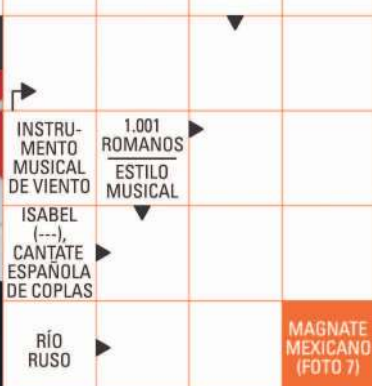 INSTRU-
MENTO
MUSICAL
DE VIENTO
1.001
ROMANOS
ESTILO
MUSICAL
ISABEL
(---),
CANTATE
ESPAÑOLA
DE COPLAS
RÍO
RUSO
MAGNATE
MEXICANO
(FOTO 7)